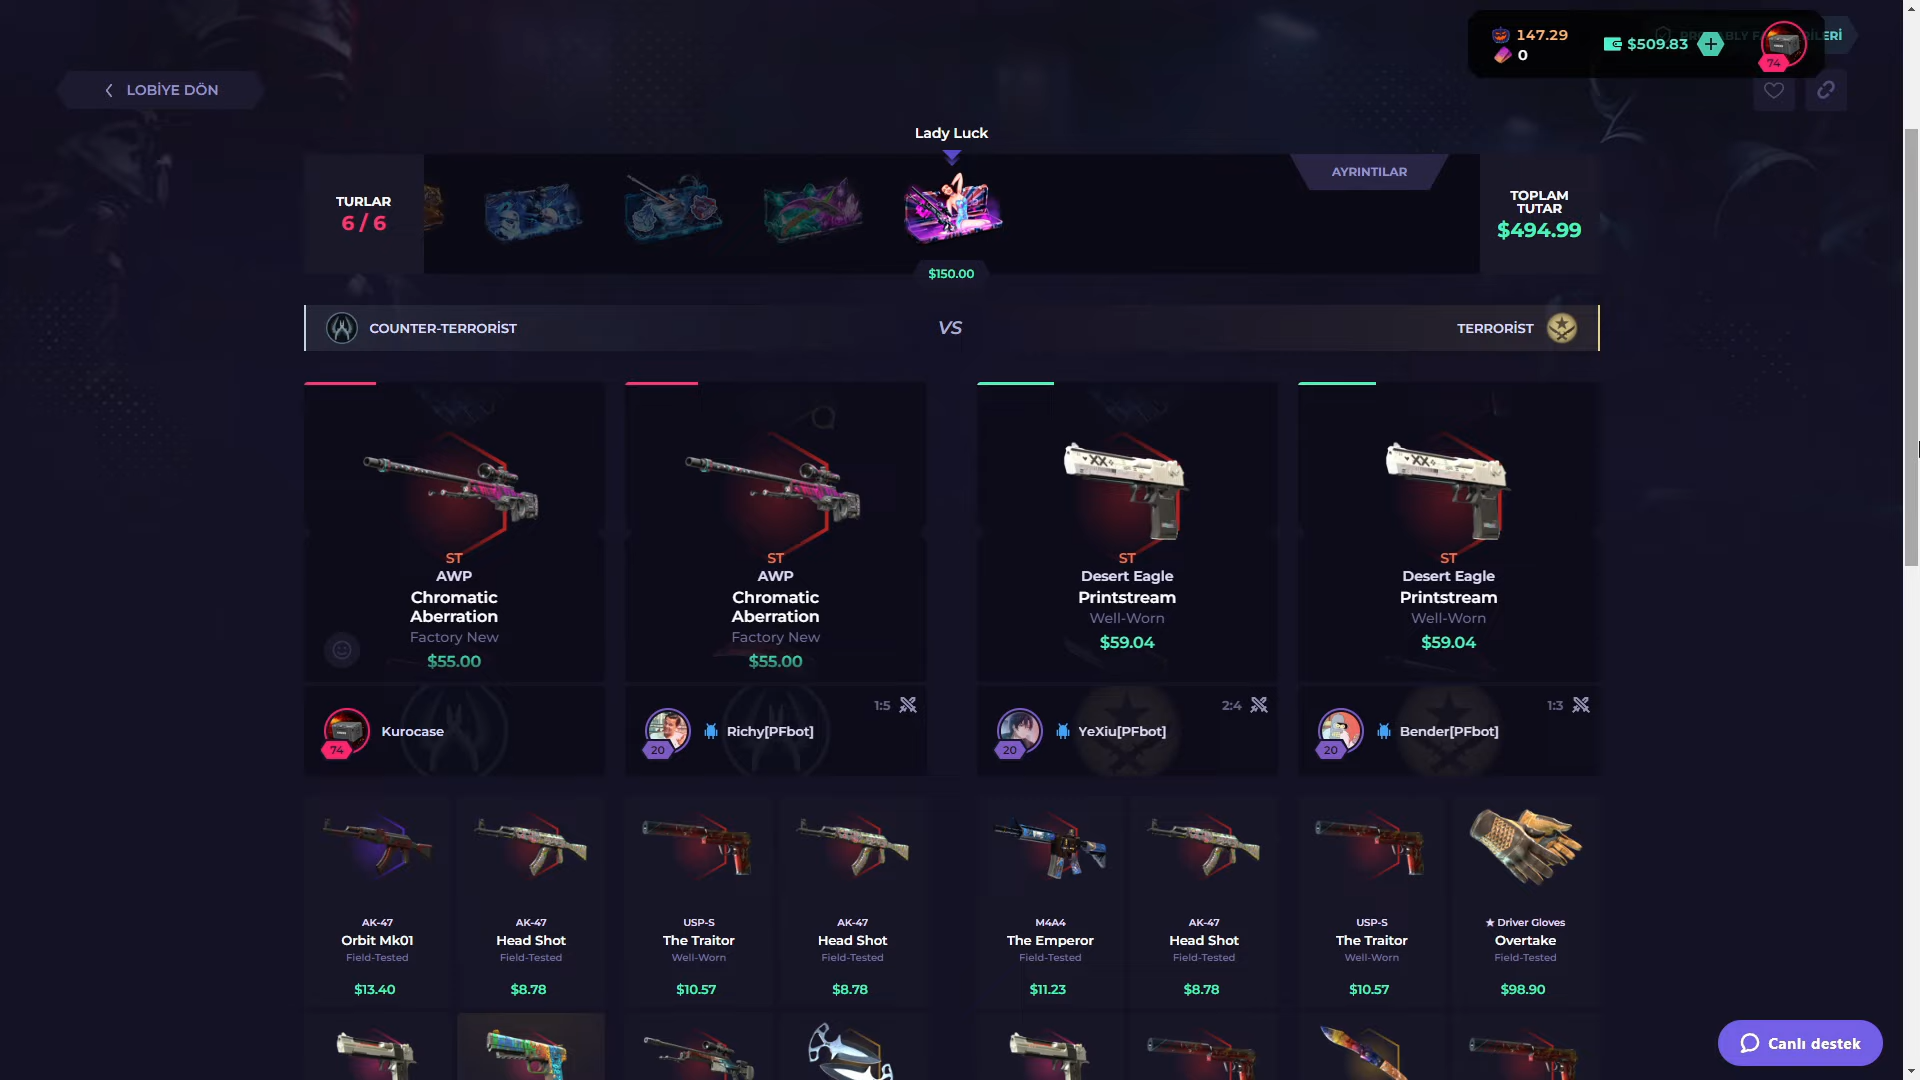 147.29
0
$509.83
74
LOBİYE DÖN
Lady Luck
TURLAR
6 / 6
AYRINTILAR
TOPLAM
TUTAR
$494.99
$150.00
COUNTER-TERRORİST
VS
TERRORİST
ST
AWP
Chromatic
Aberration
Factory New
$55.00
ST
AWP
Chromatic
Aberration
Factory New
$55.00
ST
Desert Eagle
Printstream
Well-Worn
$59.04
ST
Desert Eagle
Printstream
Well-Worn
$59.04
74
Kurocase
1:5
20
Richy[PFbot]
2:4
20
YeXiu[PFbot]
1:3
20
Bender[PFbot]
AK-47
Orbit Mk01
Field-Tested
$13.40
AK-47
Head Shot
Field-Tested
$8.78
USP-S
The Traitor
Well-Worn
$10.57
AK-47
Head Shot
Field-Tested
$8.78
M4A4
The Emperor
Field-Tested
$11.23
AK-47
Head Shot
Field-Tested
$8.78
USP-S
The Traitor
Well-Worn
$10.57
★ Driver Gloves
Overtake
Field-Tested
$98.90
Canlı destek